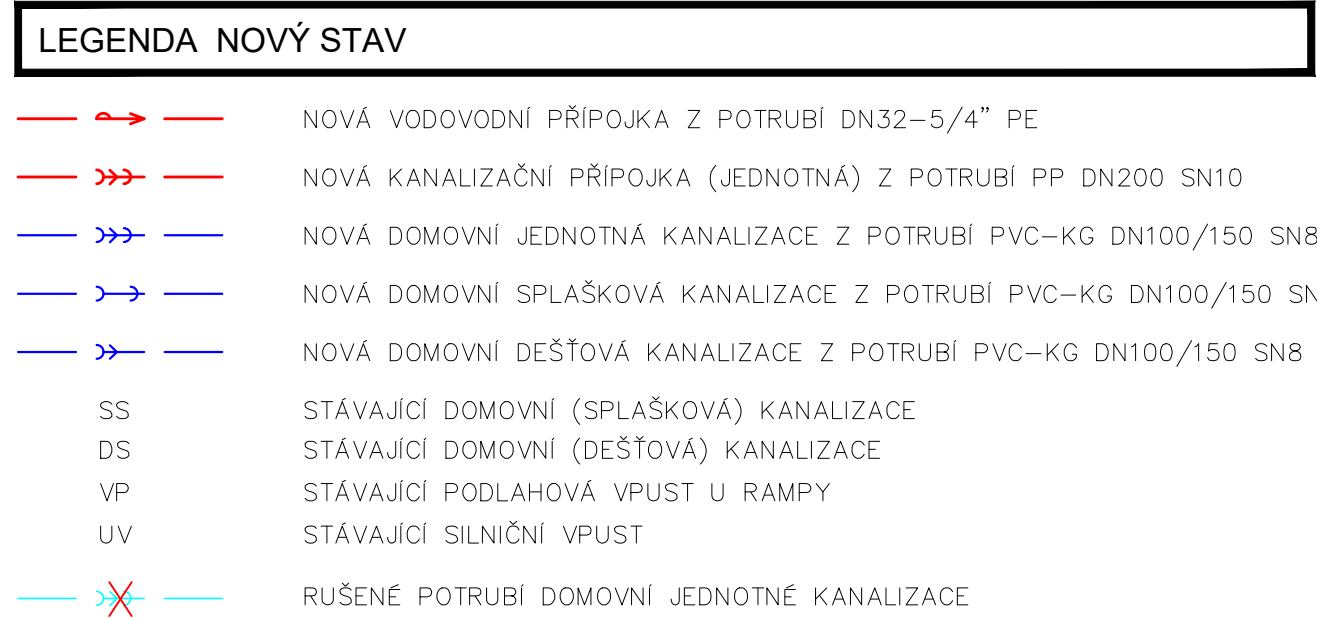 LEGENDA NOVÝ STAV
NOVÁ VODOVODNÍ PŘÍPOJKA Z POTRUBÍ DN32-5/4" PE
NOVÁ KANALIZAČNÍ PŘÍPOJKA (JEDNOTNÁ) Z POTRUBÍ PP DN200 SN10
NOVÁ DOMOVNÍ JEDNOTNÁ KANALIZACE Z POTRUBÍ PVC-KG DN100/150 SN8
NOVÁ DOMOVNÍ SPLAŠKOVÁ KANALIZACE Z POTRUBÍ PVC-KG DN100/150 SN
NOVÁ DOMOVNÍ DEŠŤOVÁ KANALIZACE Z POTRUBÍ PVC-KG DN100/150 SN8
SS STÁVAJÍCÍ DOMOVNÍ (SPLAŠKOVÁ) KANALIZACE
DS STÁVAJÍCÍ DOMOVNÍ (DEŠŤOVÁ) KANALIZACE
VP STÁVAJÍCÍ PODLAHOVÁ VPUST U RAMPY
UV STÁVAJÍCÍ SILNIČNÍ VPUST
RUŠENÉ POTRUBÍ DOMOVNÍ JEDNOTNÉ KANALIZACE